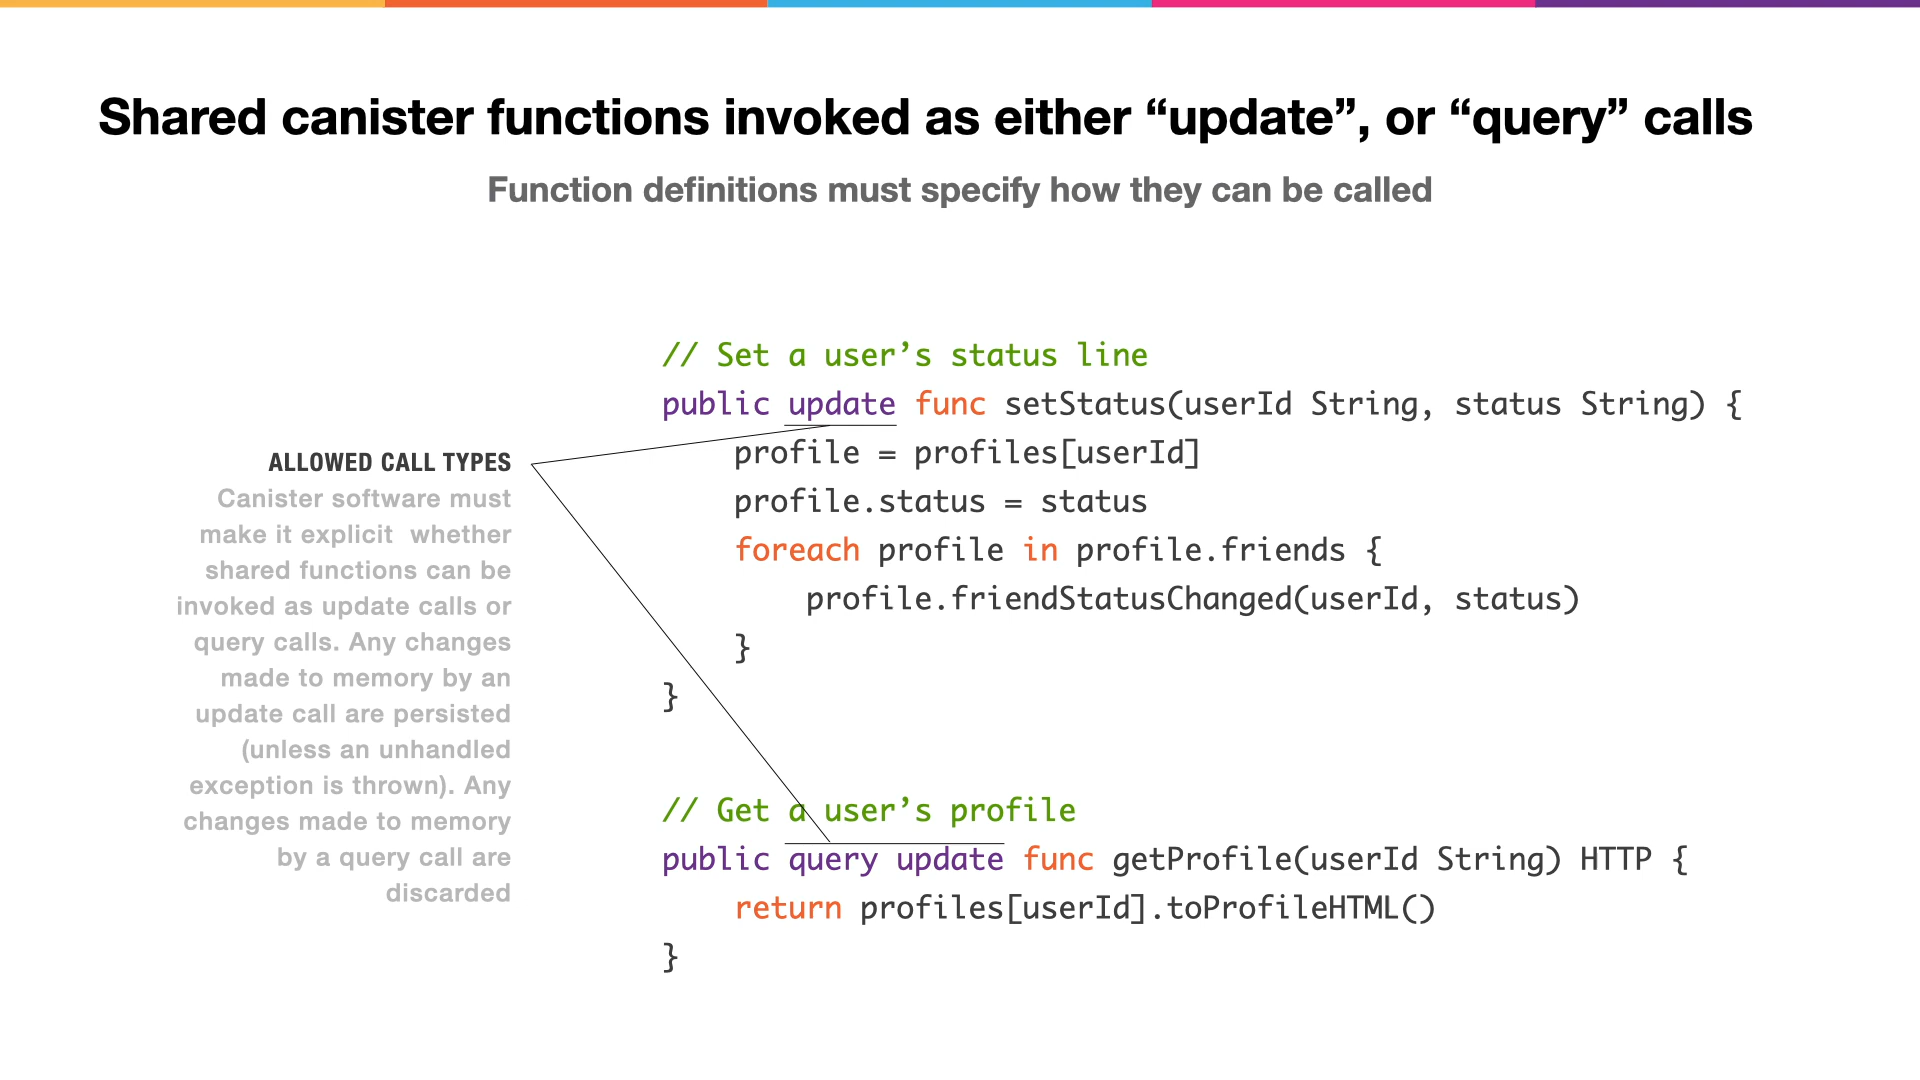 Shared canister functions invoked as either “update”, or “query” calls
Function definitions must specify how they can be called
ALLOWED CALL TYPES
Canister software must
make it explicit  whether
shared functions can be
invoked as update calls or
query calls. Any changes
made to memory by an
update call are persisted
(unless an unhandled
exception is thrown). Any
changes made to memory
by a query call are
discarded
// Set a user’s status line
public update func setStatus(userId String, status String) {
    profile = profiles[userId]
    profile.status = status
    foreach profile in profile.friends {
        profile.friendStatusChanged(userId, status)
    }
}
// Get a user’s profile
public query update func getProfile(userId String) HTTP {
    return profiles[userId].toProfileHTML()
}